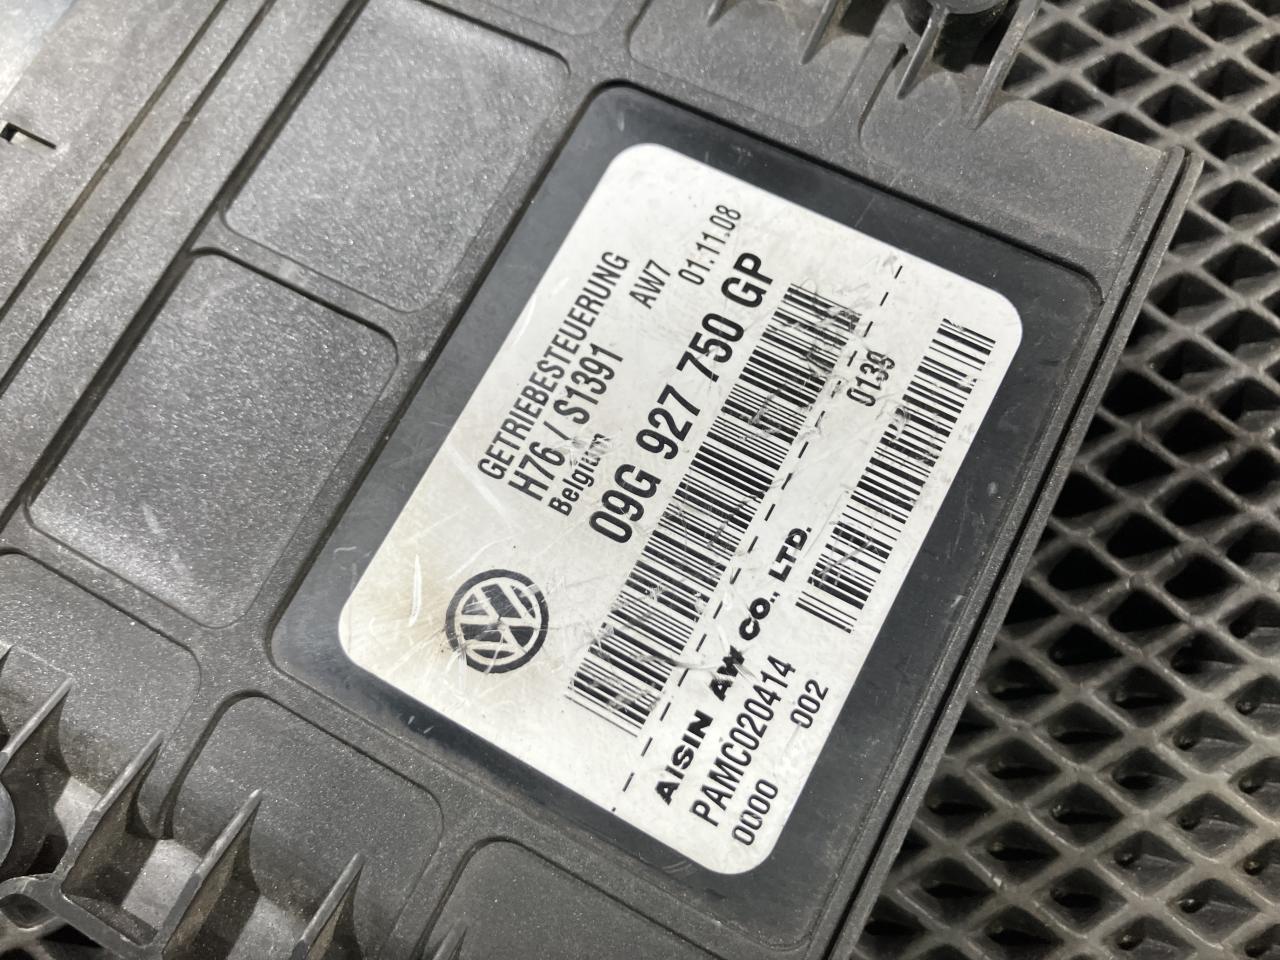 GETRIEBESTEUERUNG
H76 / S1391 AW7
Belgium 01.11.08
09G 927 750 GP
0139
AISIN AW CO., LTD.
PAMC020414
0000 002